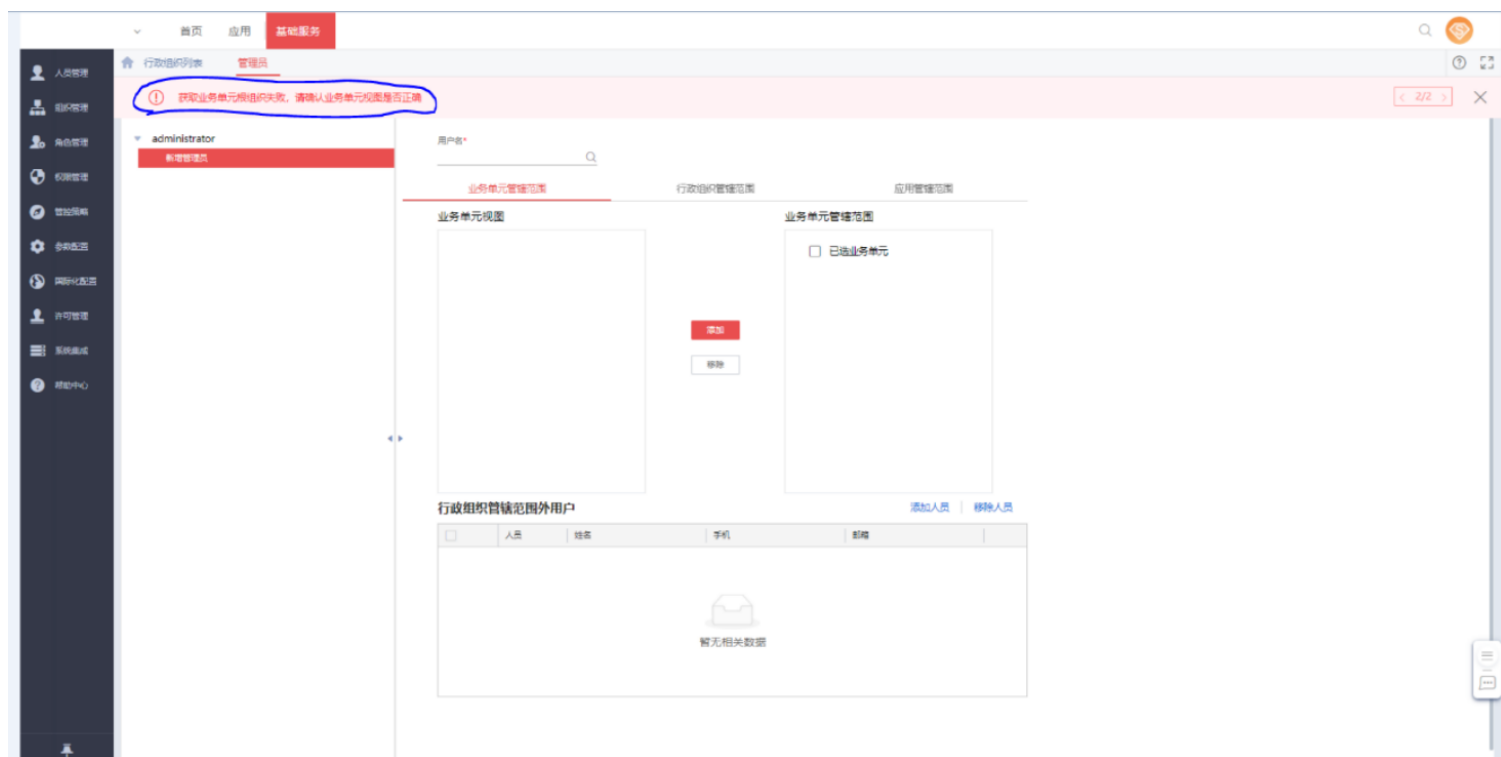 首页 应用 基础服务
行政组织列表 管理员
获取业务单元根组织失败，请确认业务单元视图是否正确
2/2
人员管理
组织管理
角色管理
权限管理
管控策略
参数配置
国际化配置
许可管理
系统集成
帮助中心
administrator
新增管理员
用户名*
业务单元管辖范围 行政组织管辖范围 应用管辖范围
业务单元视图 业务单元管辖范围
已选业务单元
添加
移除
行政组织管辖范围外用户 添加人员 移除人员
人员 姓名 手机 邮箱
暂无相关数据